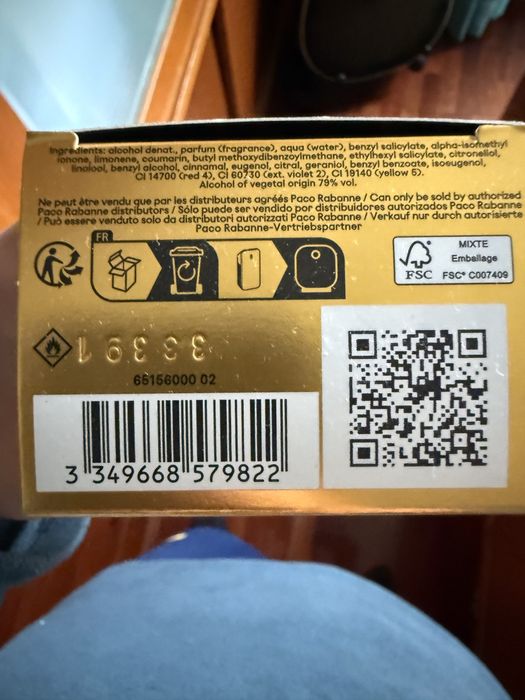 Ingredients: alcohol denat., parfum (fragrance), aqua (water), benzyl salicylate, alpha-isomethyl
ionone, limonene, coumarin, butyl methoxydibenzoylmethane, ethylhexyl salicylate, citronellol,
linalool, benzyl alcohol, cinnamal, eugenol, citral, geraniol, benzyl benzoate, isoeugenol,
CI 14700 (red 4), CI 60730 (ext. violet 2), CI 19140 (yellow 5).
Alcohol of vegetal origin 79% vol.
Ne peut être vendu que par les distributeurs agréés Paco Rabanne / Can only be sold by authorized
Paco Rabanne distributors / Sólo puede ser vendido por distribuidores autorizados Paco Rabanne
/ Può essere venduto solo da distributori autorizzati Paco Rabanne / Verkauf nur durch autorisierte
Paco Rabanne-Vertriebspartner
FR
FSC
MIXTE
Emballage
FSC® C007409
33391
65156000 02
3 349668 579822